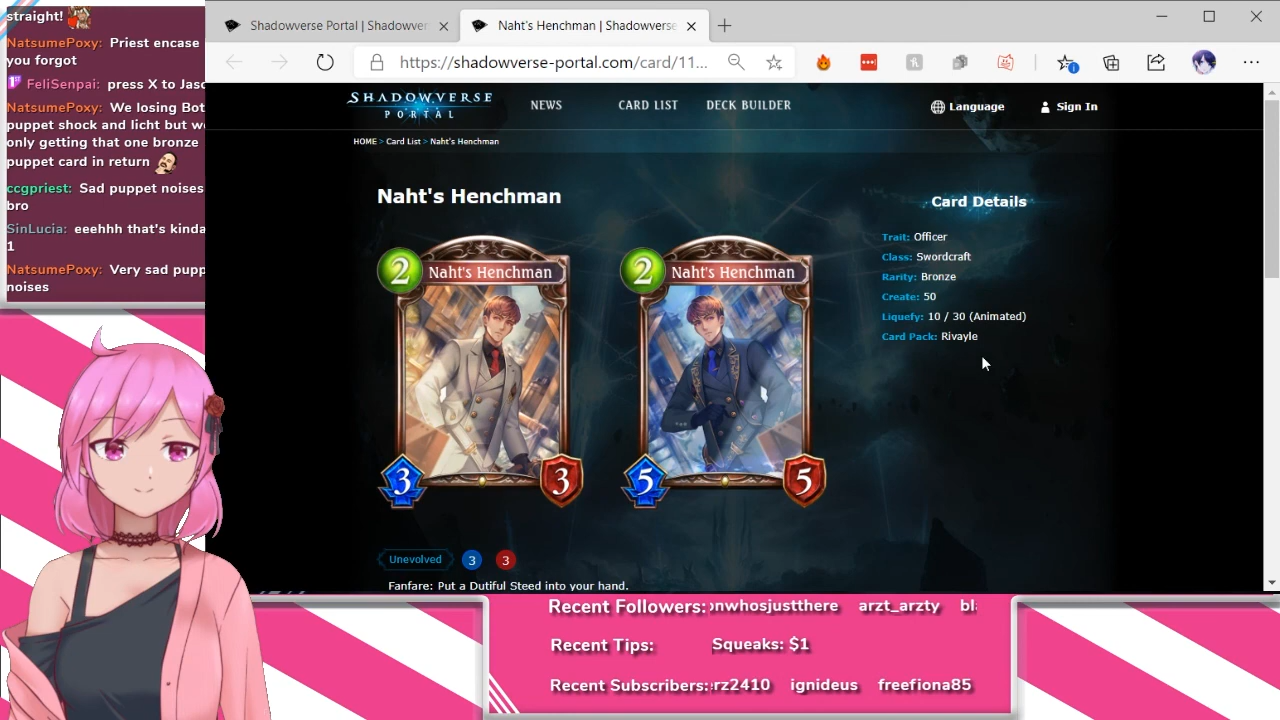 straight!
NatsumePoxy: Priest encase
you forgot
FeliSenpai: press X to Jaso
NatsumePoxy: We losing Bot
puppet shock and licht but we
only getting that one bronze
puppet card in return
ccgpriest: Sad puppet noises
bro
SinLucia: eeehhh that's kinda
1
NatsumePoxy: Very sad pupp
noises
Shadowverse Portal | Shadowver
Naht's Henchman | Shadowverse
https://shadowverse-portal.com/card/11...
SHADOWVERSE
PORTAL
NEWS
CARD LIST
DECK BUILDER
Language
Sign In
HOME > Card List > Naht's Henchman
Naht's Henchman
2
Naht's Henchman
3
3
2
Naht's Henchman
5
5
Card Details
Trait: Officer
Class: Swordcraft
Rarity: Bronze
Create: 50
Liquefy: 10 / 30 (Animated)
Card Pack: Rivayle
Unevolved 3 3
Fanfare: Put a Dutiful Steed into your hand.
Recent Followers: onwhosjustthere arzt_arzty bl
Recent Tips: Squeaks: $1
Recent Subscribers: rz2410 ignideus freefiona85